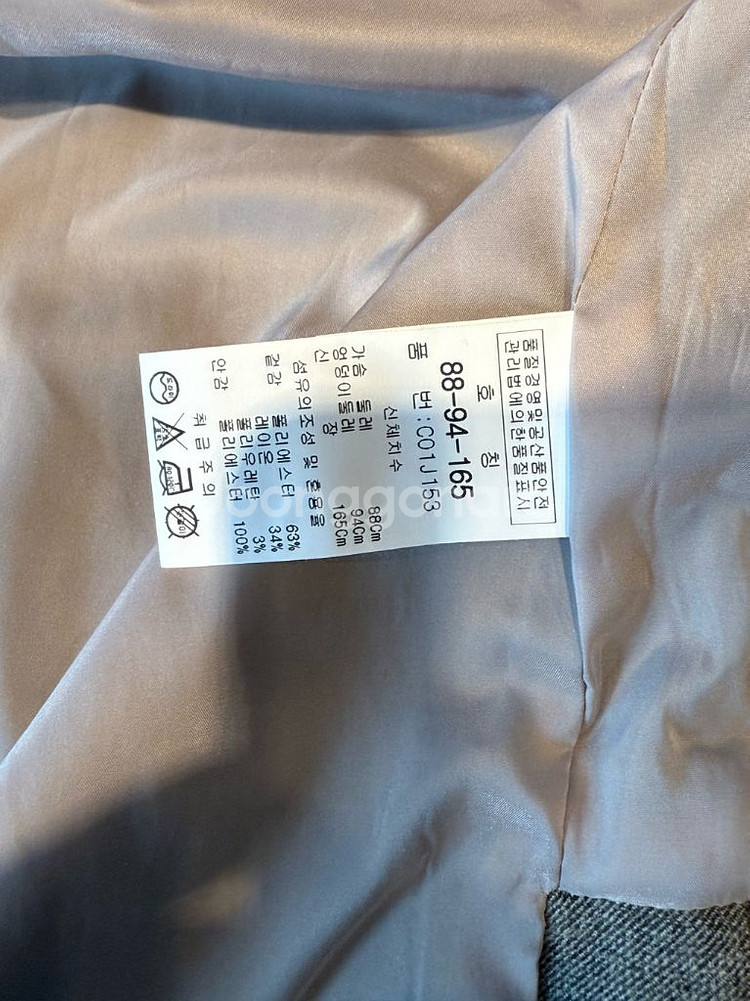 품질경영및공산품안전
관리법에의한품질표시
호 칭
88-94-165
품 번:C01J153
신체치수
가슴 둘레 88Cm
엉덩이둘레 94Cm
신 장 165Cm
섬유의조성 및 혼용율
겉감 폴리에스터 63%
레이온 34%
폴리우레탄 3%
안감 폴리에스터 100%
취급주의